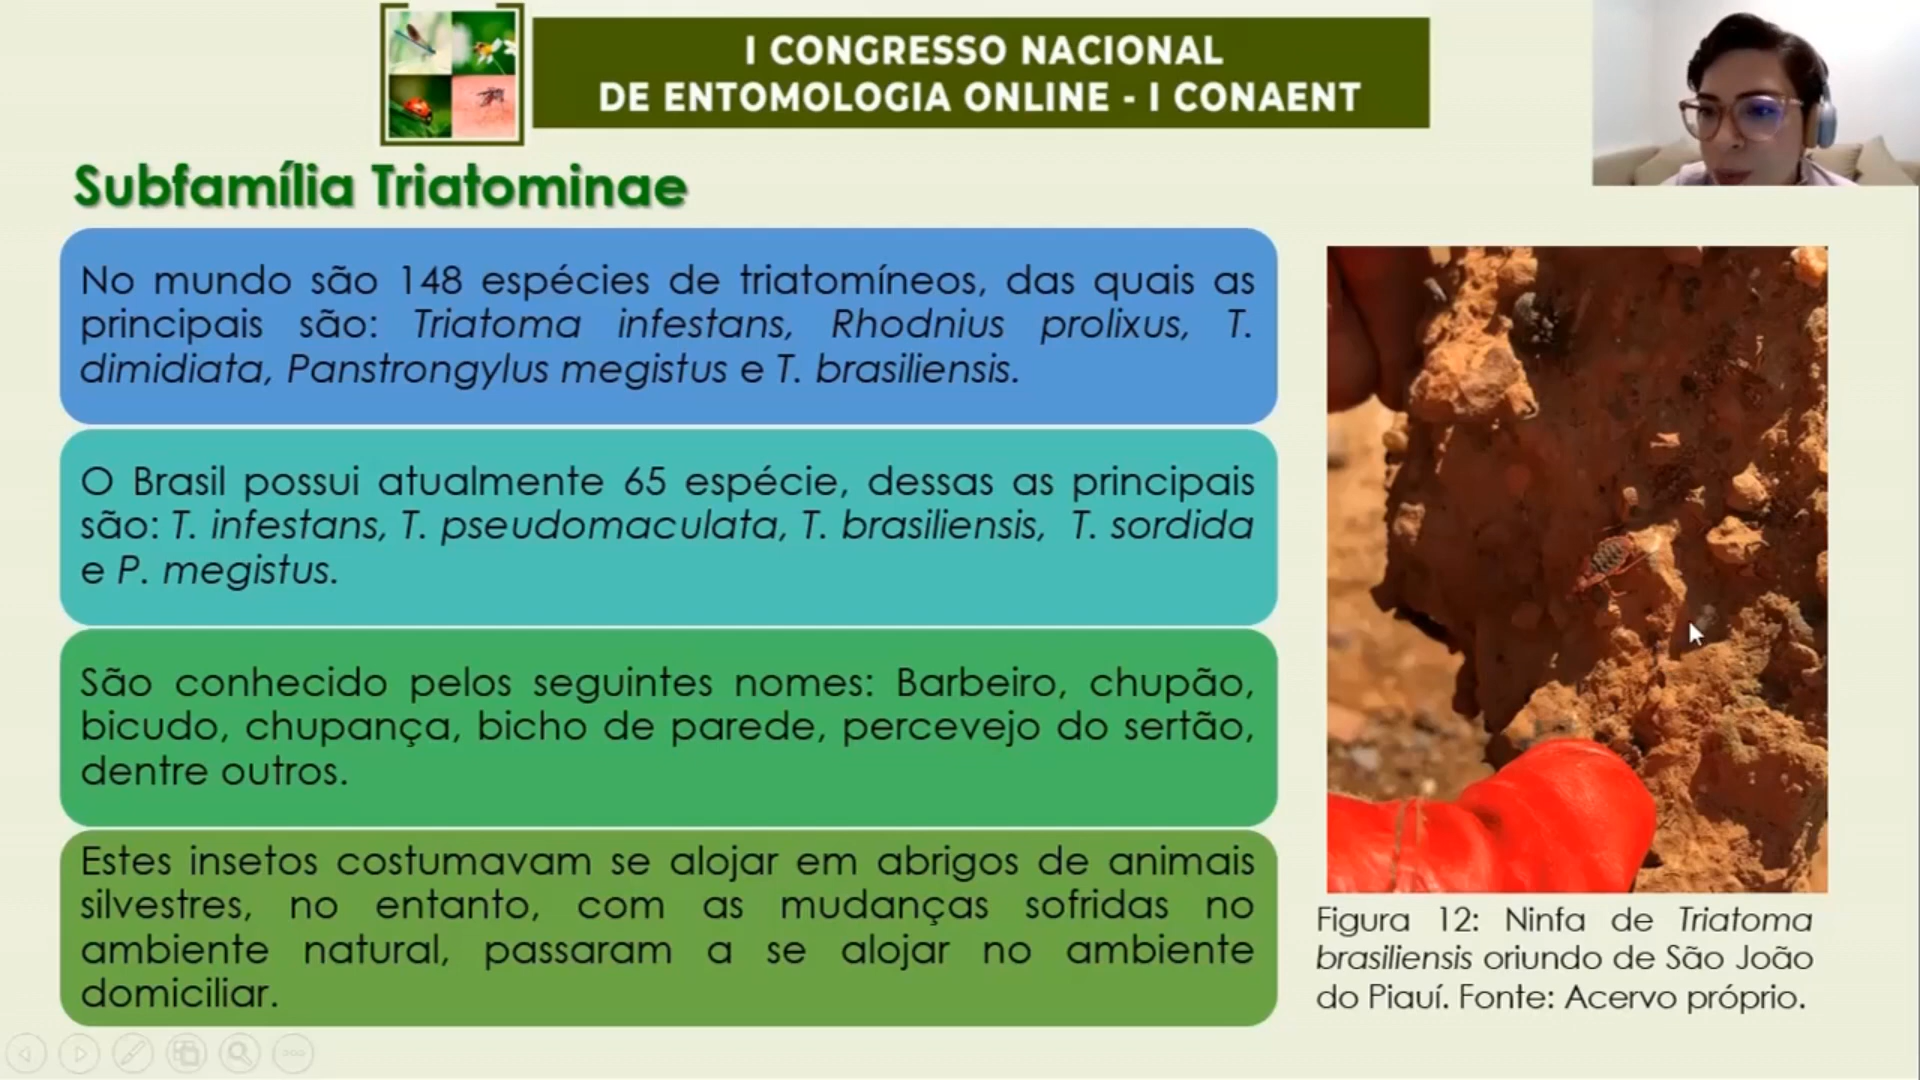 I CONGRESSO NACIONAL
DE ENTOMOLOGIA ONLINE - I CONAENT
Subfamília Triatominae
No mundo são 148 espécies de triatomíneos, das quais as
principais são: Triatoma infestans, Rhodnius prolixus, T.
dimidiata, Panstrongylus megistus e T. brasiliensis.
O Brasil possui atualmente 65 espécie, dessas as principais
são: T. infestans, T. pseudomaculata, T. brasiliensis, T. sordida
e P. megistus.
São conhecido pelos seguintes nomes: Barbeiro, chupão,
bicudo, chupança, bicho de parede, percevejo do sertão,
dentre outros.
Estes insetos costumavam se alojar em abrigos de animais
silvestres, no entanto, com as mudanças sofridas no
ambiente natural, passaram a se alojar no ambiente
domiciliar.
Figura 12: Ninfa de Triatoma
brasiliensis oriundo de São João
do Piauí. Fonte: Acervo próprio.